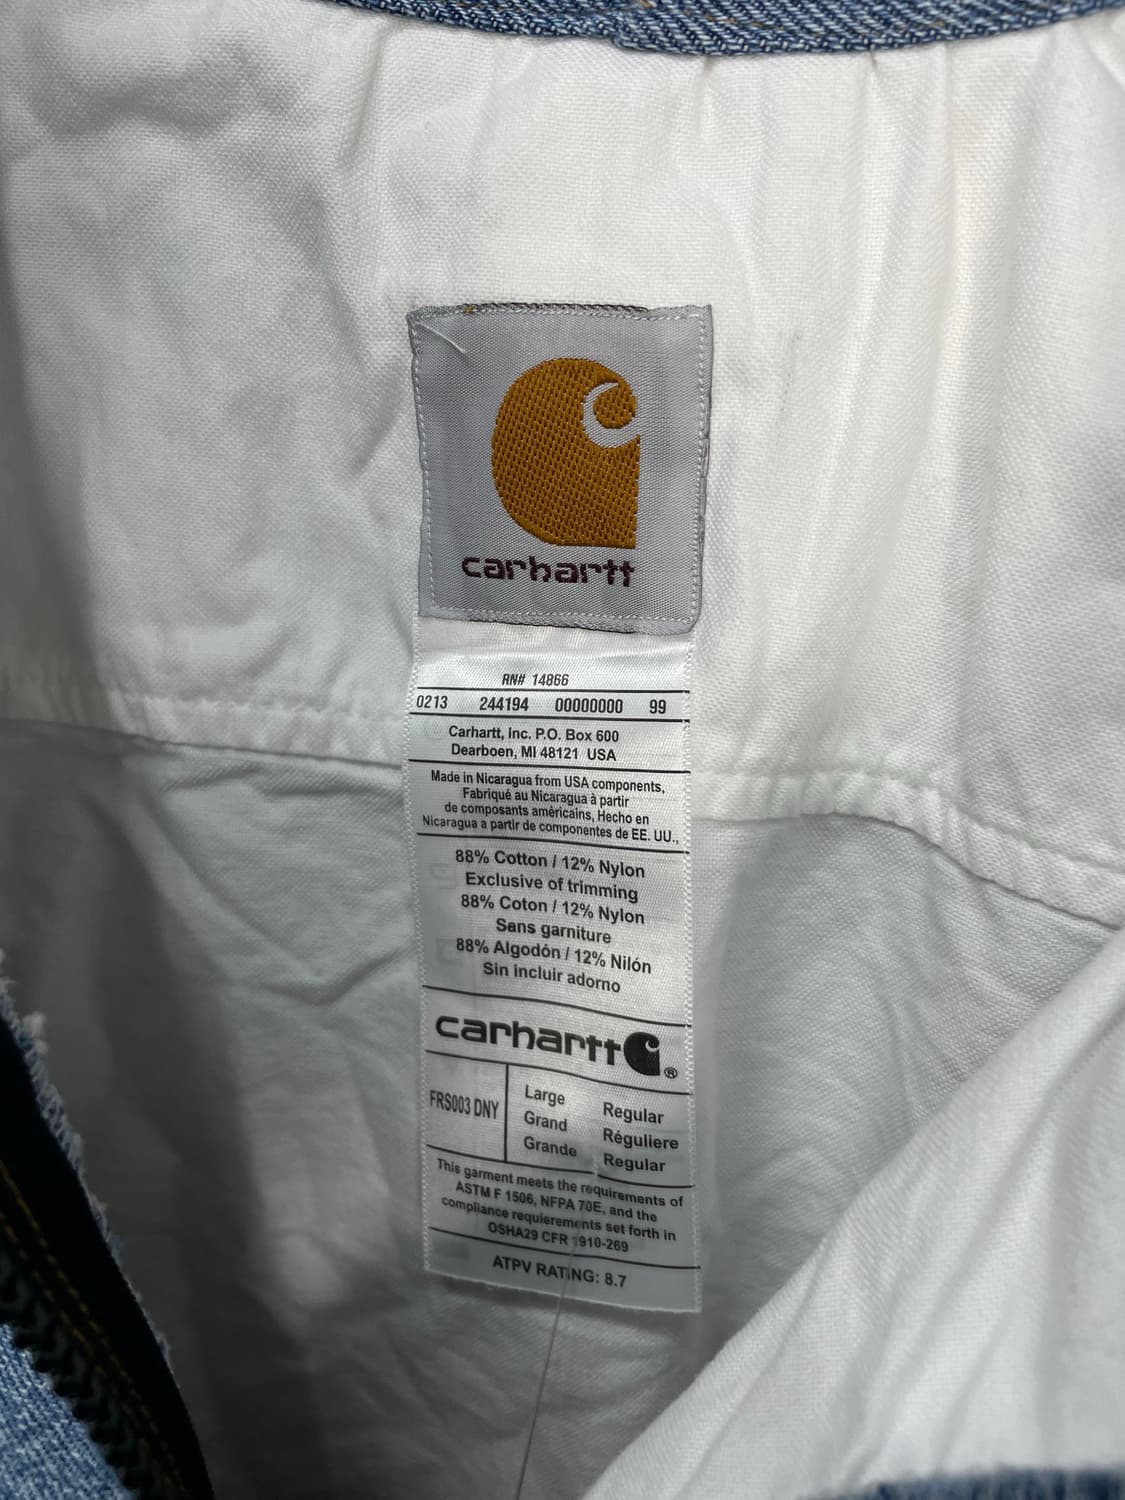 carhartt
RN# 14866
0213 244194 00000000 99
Carhartt, Inc. P.O. Box 600
Dearboen, MI 48121 USA
Made in Nicaragua from USA components,
Fabriqué au Nicaragua à partir
de composants américains, Hecho en
Nicaragua a partir de componentes de EE. UU.,
88% Cotton / 12% Nylon
Exclusive of trimming
88% Coton / 12% Nylon
Sans garniture
88% Algodón / 12% Nilón
Sin incluir adorno
carhartt ®
FRS003 DNY
Large Regular
Grand Réguliere
Grande Regular
This garment meets the requirements of
ASTM F 1506, NFPA 70E, and the
compliance requierements set forth in
OSHA29 CFR 1910-269
ATPV RATING: 8.7